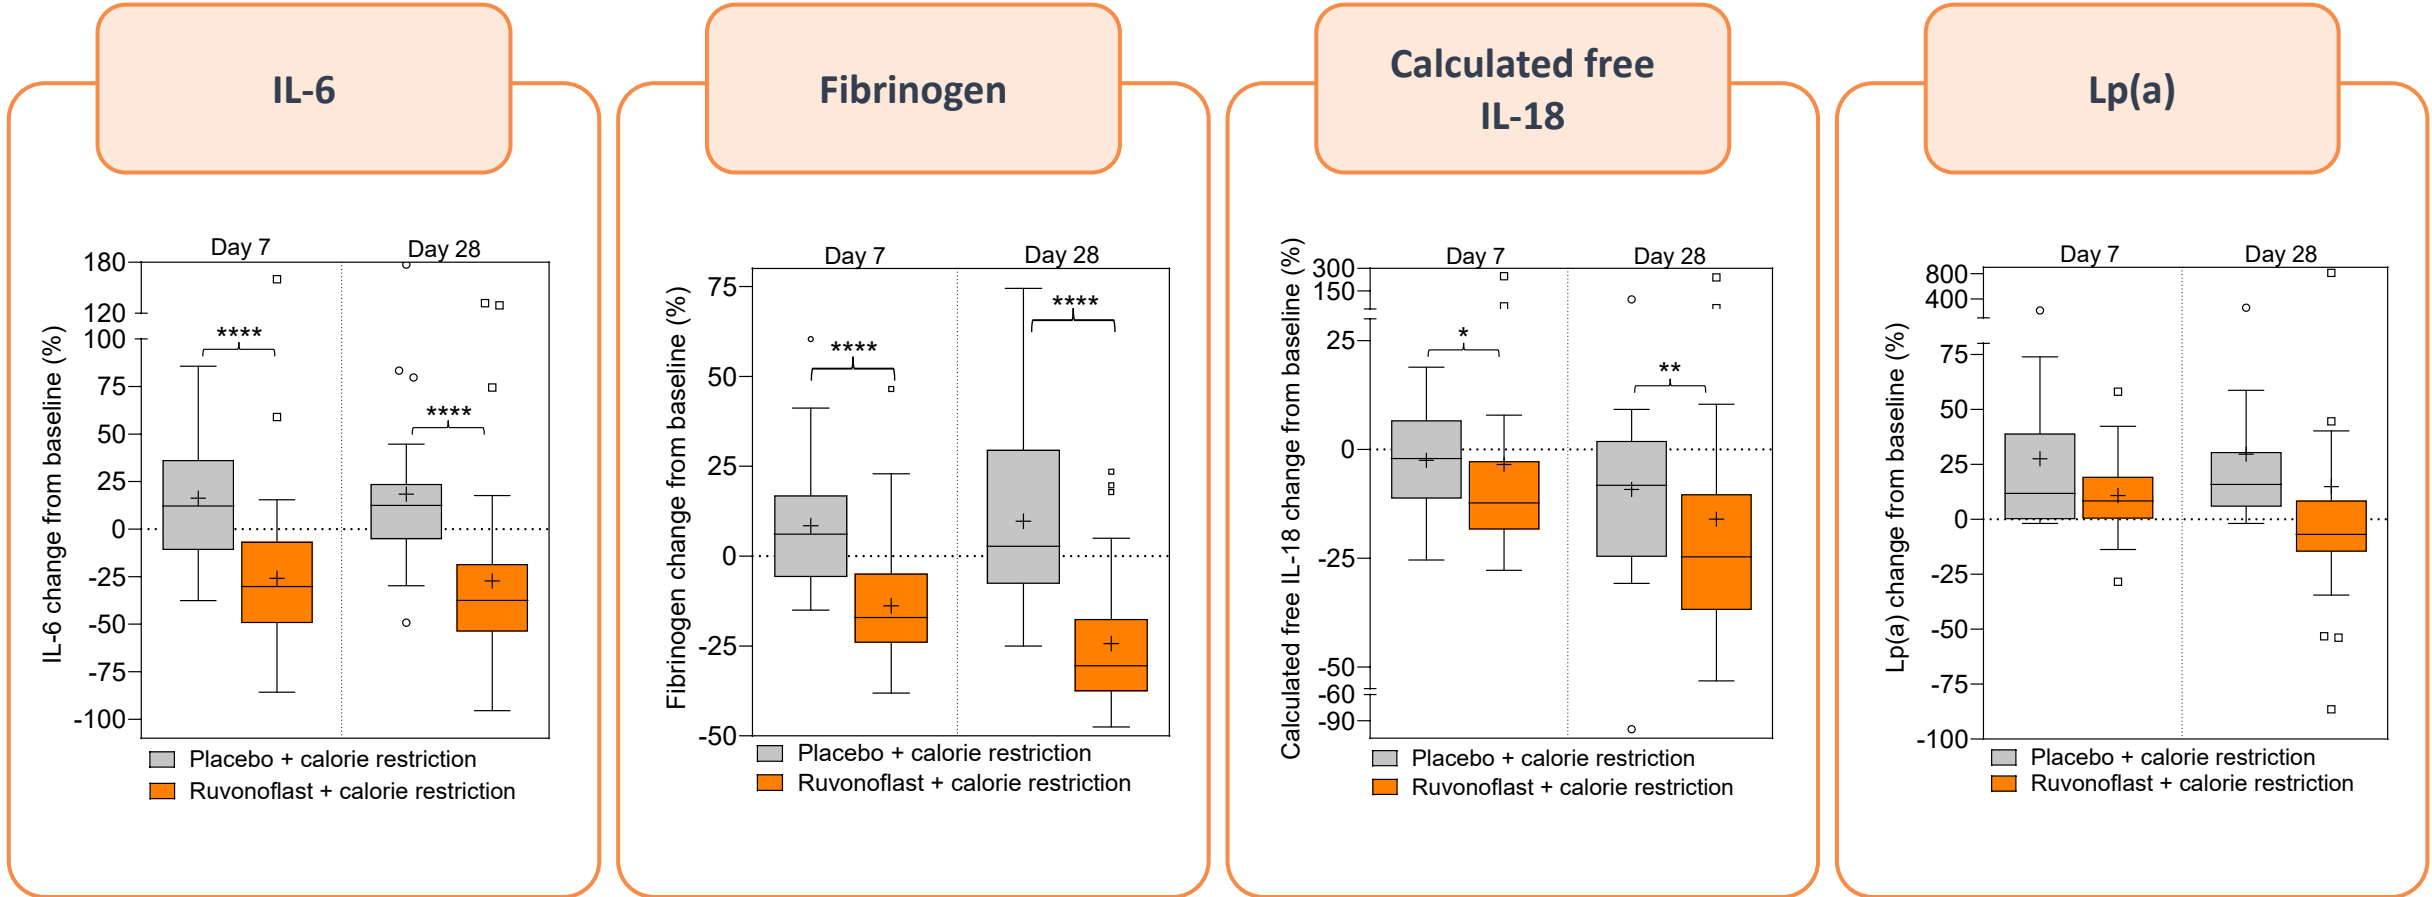 IL-6
Day 7
Day 28
IL-6 change from baseline (%)
180
120
100
75
50
25
0
-25
-50
-75
-100
****
****
Placebo + calorie restriction
Ruvonoflast + calorie restriction
Fibrinogen
Day 7
Day 28
Fibrinogen change from baseline (%)
75
50
25
0
-25
-50
****
****
Placebo + calorie restriction
Ruvonoflast + calorie restriction
Calculated free
IL-18
Day 7
Day 28
Calculated free IL-18 change from baseline (%)
300
150
25
0
-25
-50
-60
-90
*
**
Placebo + calorie restriction
Ruvonoflast + calorie restriction
Lp(a)
Day 7
Day 28
Lp(a) change from baseline (%)
800
400
75
50
25
0
-25
-50
-75
-100
Placebo + calorie restriction
Ruvonoflast + calorie restriction